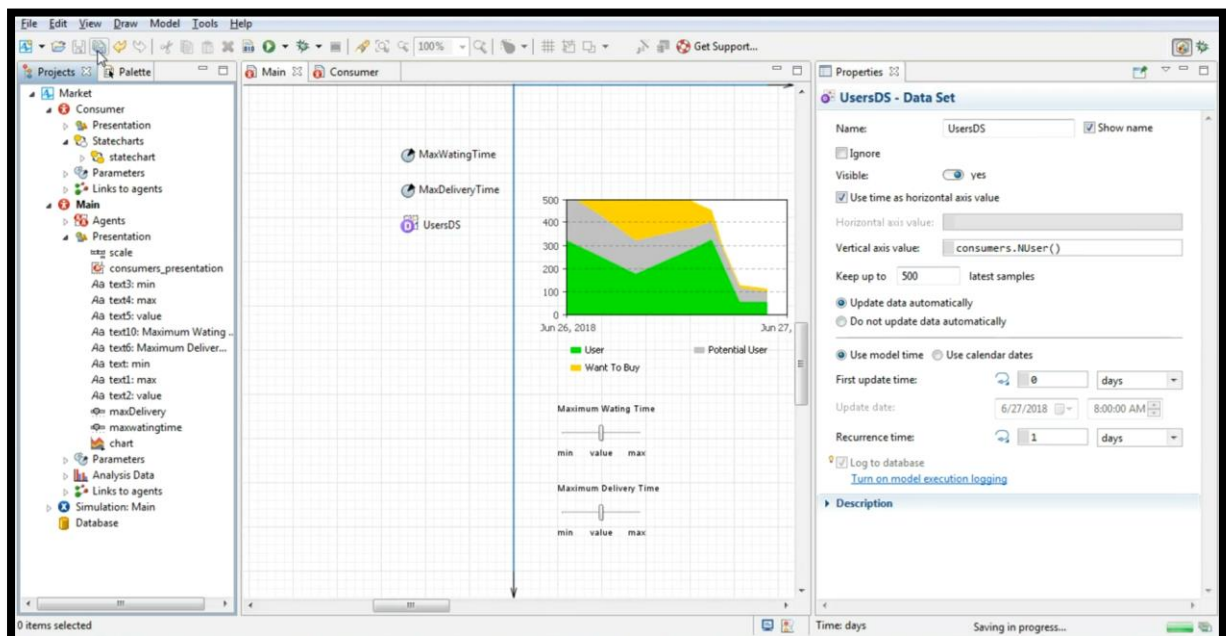 File Edit View Draw Model Tools Help
100% Get Support...
Projects Palette
Market
Consumer
Presentation
Statecharts
statechart
Parameters
Links to agents
Main
Agents
Presentation
scale
consumers_presentation
Aa text3: min
Aa text4: max
Aa text5: value
Aa text10: Maximum Wating ...
Aa text6: Maximum Deliver...
Aa text: min
Aa text1: max
Aa text2: value
maxDelivery
maxwatingtime
chart
Parameters
Analysis Data
Links to agents
Simulation: Main
Database
0 items selected
Main Consumer
MaxWatingTime
MaxDeliveryTime
UsersDS
500
400
300
200
100
0
Jun 26, 2018 Jun 27,
User Potential User
Want To Buy
Maximum Wating Time
min value max
Maximum Delivery Time
min value max
Properties
UsersDS - Data Set
Name: UsersDS Show name
Ignore
Visible: yes
Use time as horizontal axis value
Horizontal axis value:
Vertical axis value: consumers.NUser()
Keep up to 500 latest samples
Update data automatically
Do not update data automatically
Use model time Use calendar dates
First update time: 0 days
Update date: 6/27/2018 8:00:00 AM
Recurrence time: 1 days
Log to database
Turn on model execution logging
Description
Time: days Saving in progress...